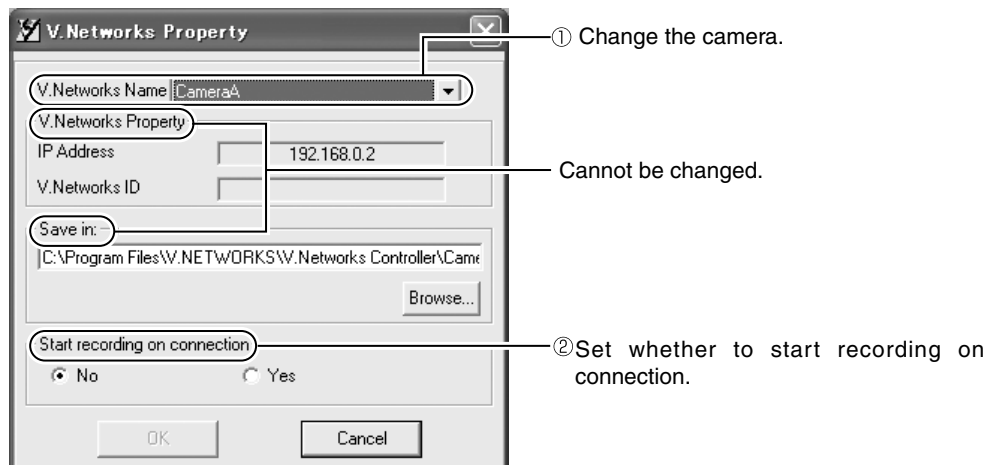 V.Networks Property
① Change the camera.
V.Networks Name CameraA
V.Networks Property
IP Address 192.168.0.2
Cannot be changed.
V.Networks ID
Save in:
C:\Program Files\V.NETWORKS\V.Networks Controller\Came
Browse...
Start recording on connection
②Set whether to start recording on
connection.
No Yes
OK Cancel